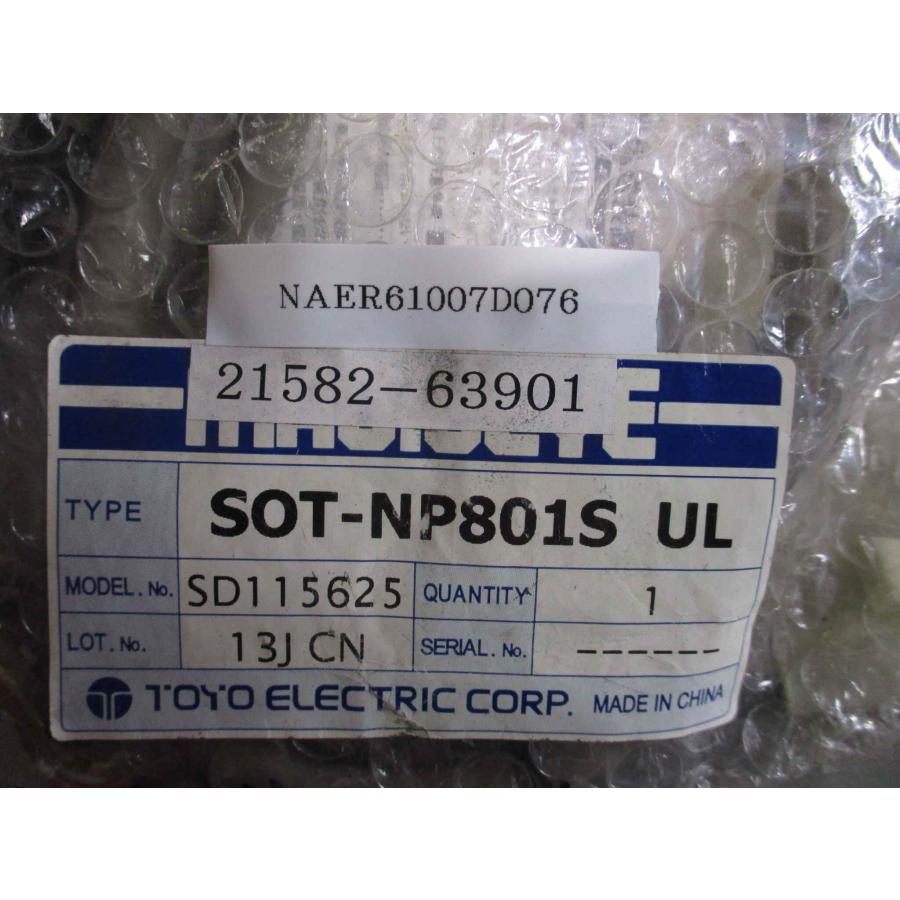 NAER61007D076
21582-63901
TYPE SOT-NP801S UL
MODEL.No. SD115625 QUANTITY 1
LOT.No. 13J CN SERIAL.No. ------
TOYO ELECTRIC CORP. MADE IN CHINA